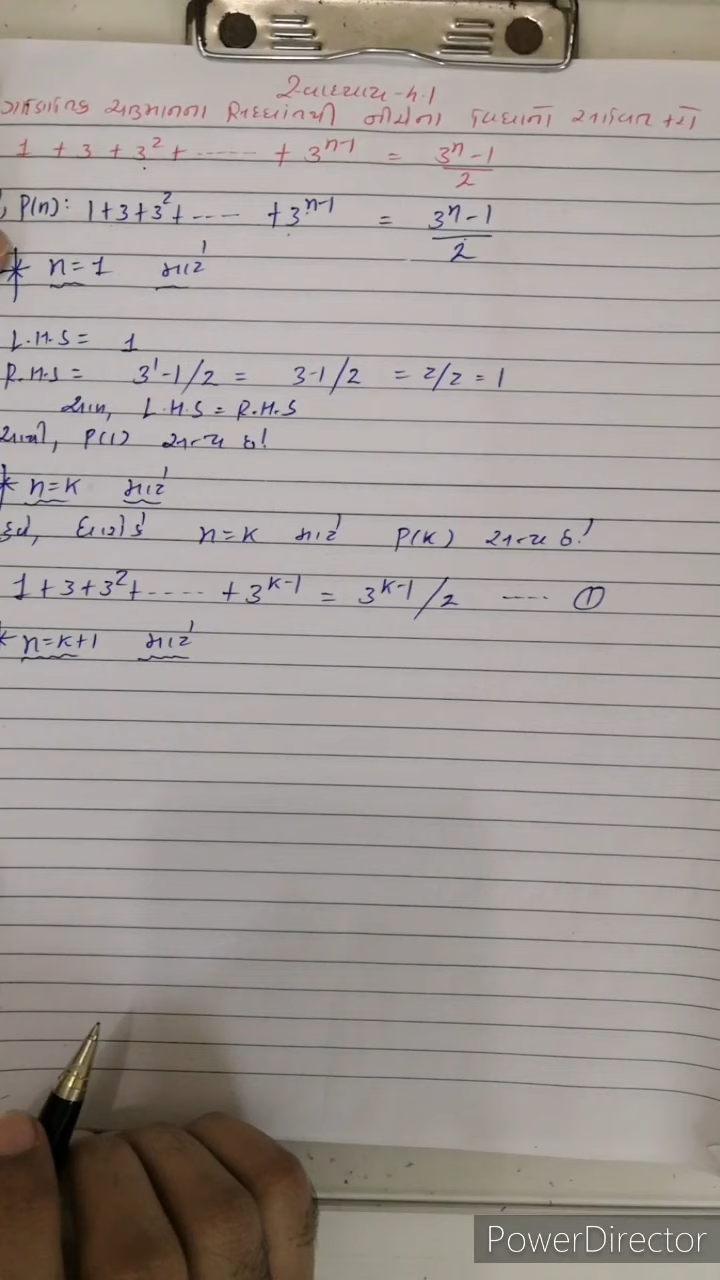 સ્વાધ્યાય-4.1
ગાણિતિક અનુમાનના સિદ્ધાંતથી નીચેના વિધાનો સાબિત કરો
1 + 3 + 3² + ...... + 3ⁿ⁻¹ = 3ⁿ-1/2
P(n): 1+3+3²+ .... +3ⁿ⁻¹ = 3ⁿ-1/2
* n=1 માટે
L.H.S = 1
R.H.S = 3¹-1/2 = 3-1/2 = 2/2 = 1
આમ, L.H.S = R.H.S
આથી, P(1) સત્ય છે!
* n=k માટે
હવે, ધારો કે n=k માટે P(k) સત્ય છે!
1+3+3²+..... +3ᵏ⁻¹ = 3ᵏ⁻¹/2 .... ①
* n=k+1 માટે
PowerDirector